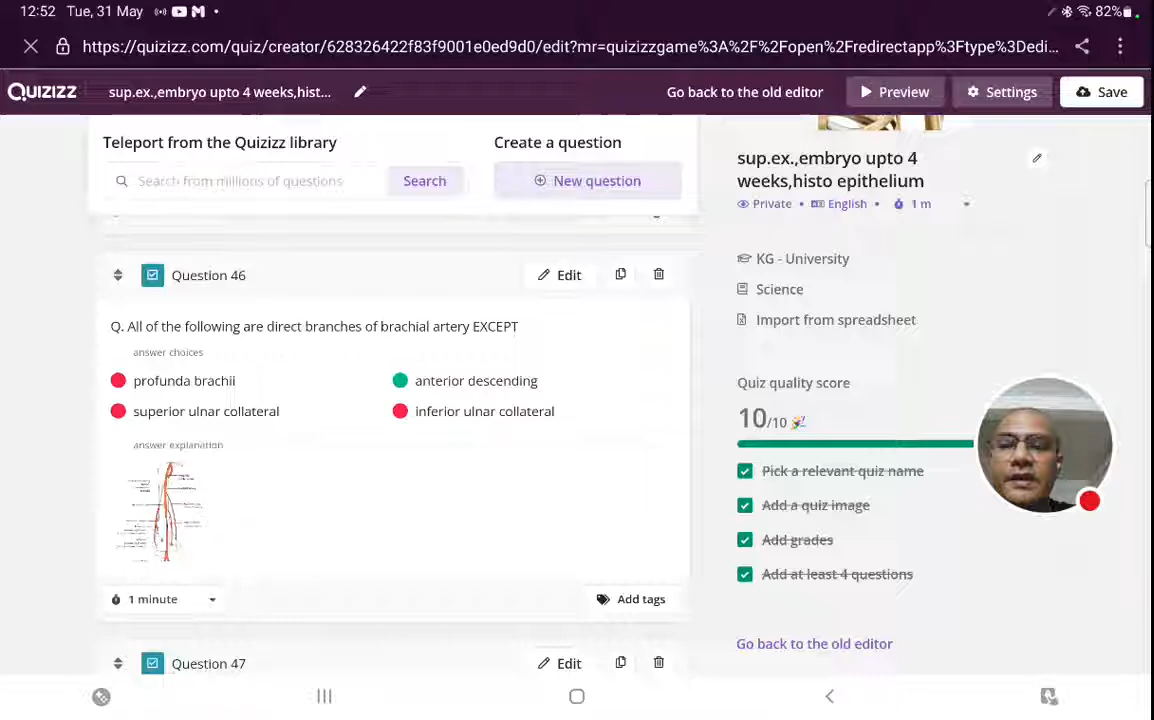 12:52 Tue, 31 May
82%
https://quizizz.com/quiz/creator/628326422f83f9001e0ed9d0/edit?mr=quizizzgame%3A%2F%2Fopen%2Fredirectapp%3Ftype%3Dedi...
QUIZIZZ sup.ex.,embryo upto 4 weeks,hist... Go back to the old editor Preview Settings Save
Teleport from the Quizizz library
Create a question
Search from millions of questions Search New question
Question 46 Edit
Q. All of the following are direct branches of brachial artery EXCEPT
answer choices
profunda brachii
anterior descending
superior ulnar collateral
inferior ulnar collateral
answer explanation
1 minute Add tags
Question 47 Edit
sup.ex.,embryo upto 4
weeks,histo epithelium
Private • English • 1 m
KG - University
Science
Import from spreadsheet
Quiz quality score
10/10
Pick a relevant quiz name
Add a quiz image
Add grades
Add at least 4 questions
Go back to the old editor